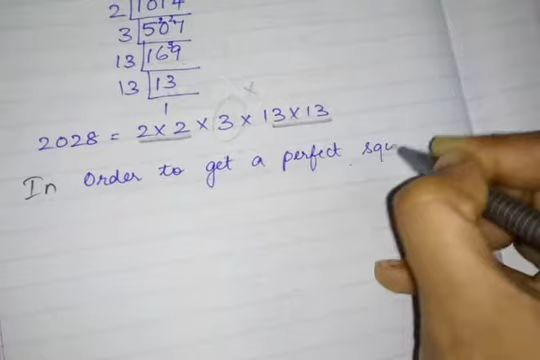 2 1014
3 507
13 169
13 13
1
2028 = 2 × 2 × 3 × 13 × 13
In order to get a perfect squ